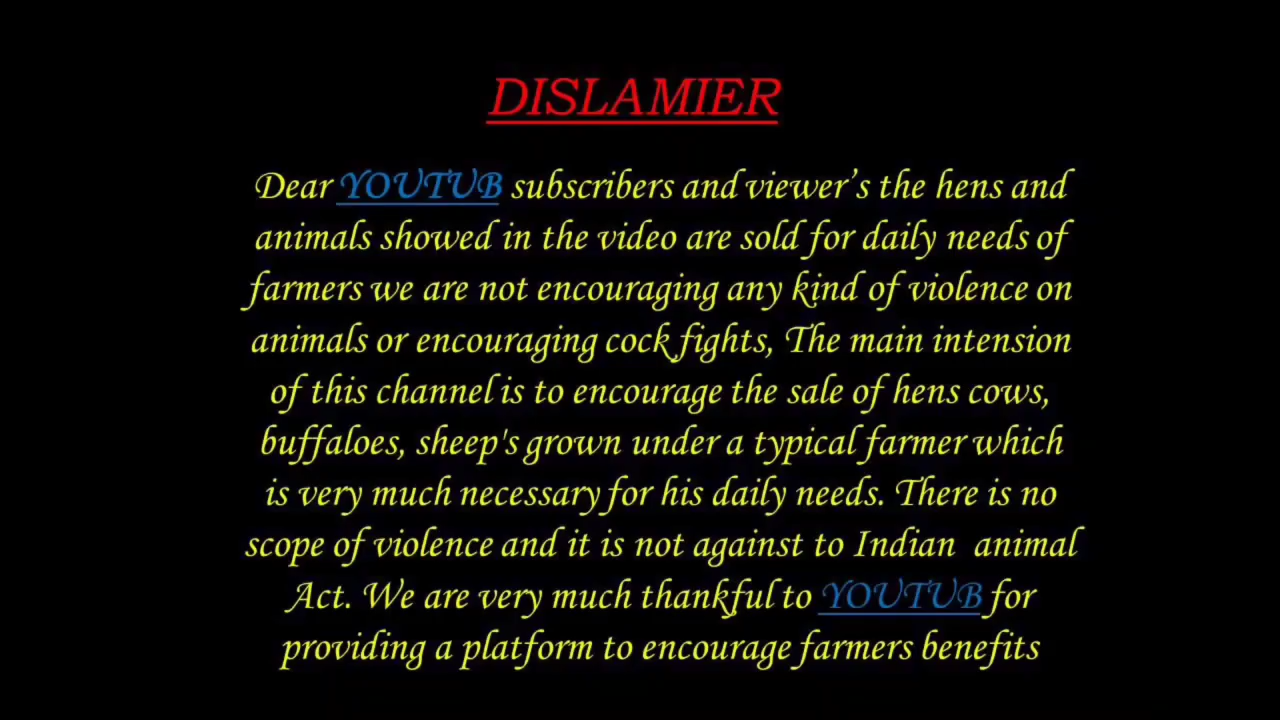 DISLAMIER
Dear YOUTUB subscribers and viewer’s the hens and
animals showed in the video are sold for daily needs of
farmers we are not encouraging any kind of violence on
animals or encouraging cock fights, The main intension
of this channel is to encourage the sale of hens cows,
buffaloes, sheep's grown under a typical farmer which
is very much necessary for his daily needs. There is no
scope of violence and it is not against to Indian  animal
Act. We are very much thankful to YOUTUB for
providing a platform to encourage farmers benefits